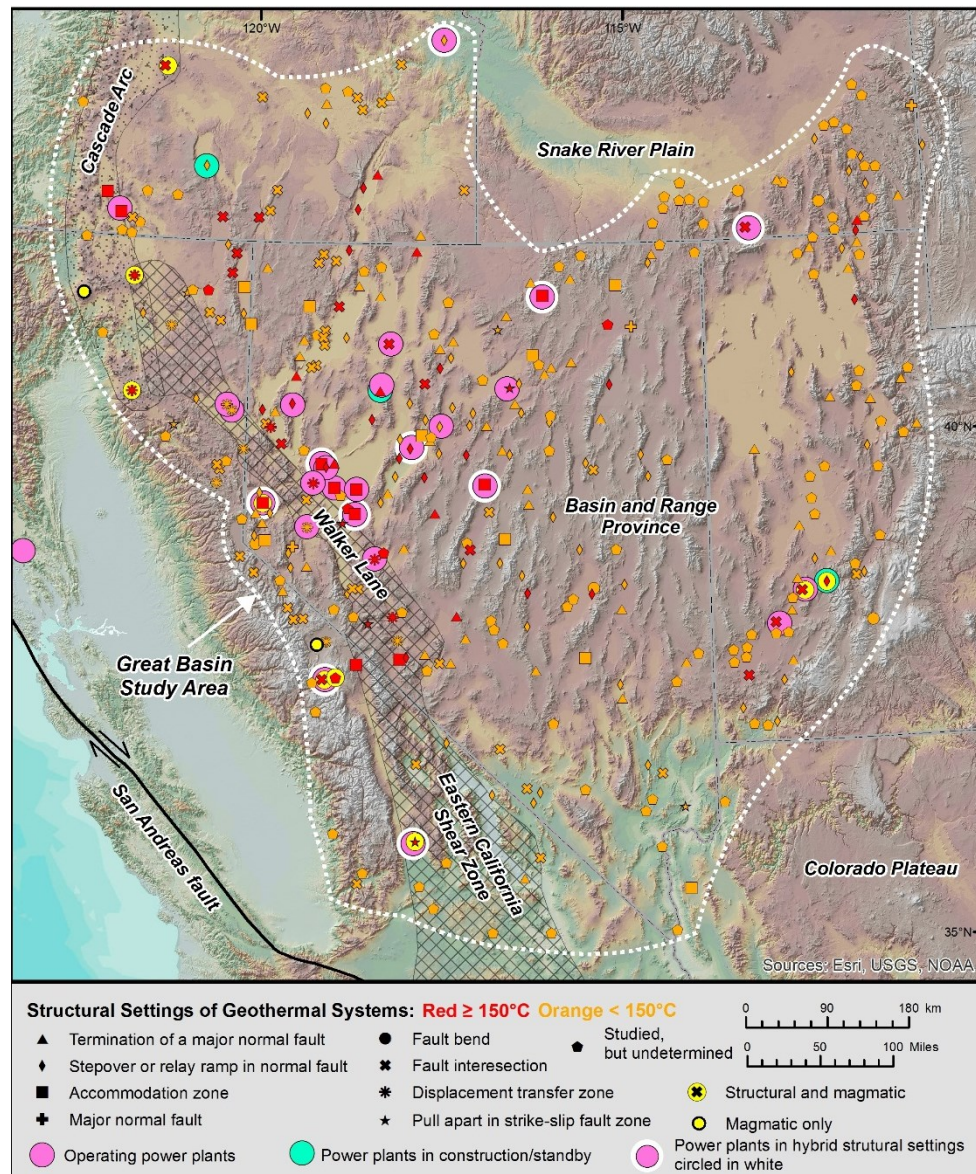 120°W
115°W
Cascade Arc
Snake River Plain
40°N
Basin and Range
Province
Walker Lane
Great Basin
Study Area
San Andreas fault
Eastern California
Shear Zone
Colorado Plateau
35°N
Sources: Esri, USGS, NOAA
Structural Settings of Geothermal Systems: Red ≥ 150°C Orange < 150°C
0 90 180 km
Termination of a major normal fault
Fault bend
Studied,
but undetermined
0 50 100 Miles
Stepover or relay ramp in normal fault
Fault interesection
Accommodation zone
Displacement transfer zone
Structural and magmatic
Major normal fault
Pull apart in strike-slip fault zone
Magmatic only
Operating power plants
Power plants in construction/standby
Power plants in hybrid strutural settings
circled in white